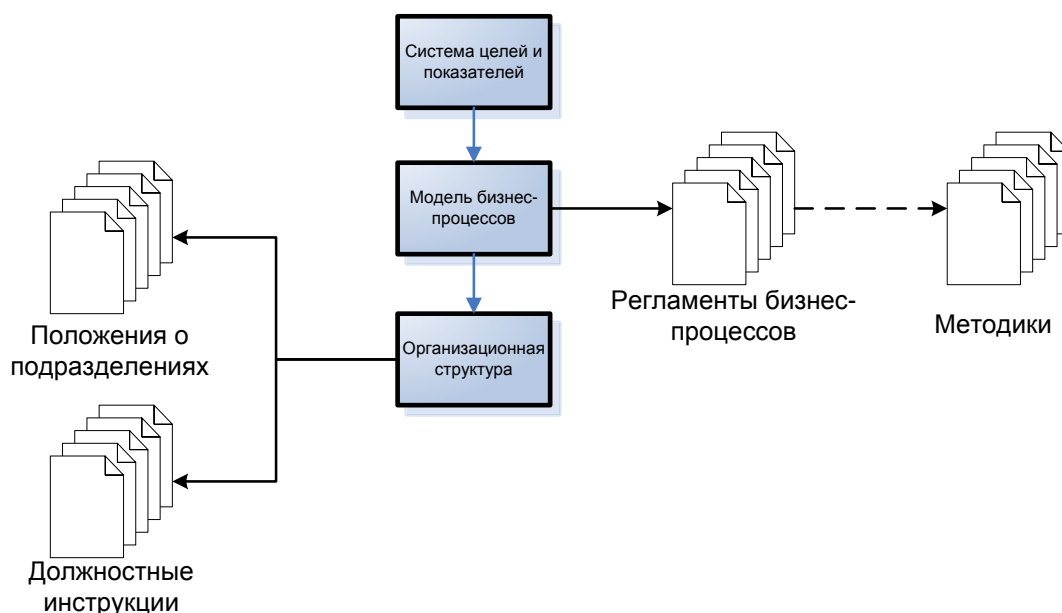 Система целей и
показателей
Модель бизнес-
процессов
Организационная
структура
Положения о
подразделениях
Должностные
инструкции
Регламенты бизнес-
процессов
Методики